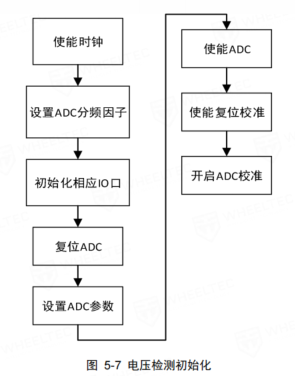 使能时钟
设置ADC分频因子
初始化相应IO口
复位ADC
设置ADC参数
使能ADC
使能复位校准
开启ADC校准
图 5-7 电压检测初始化